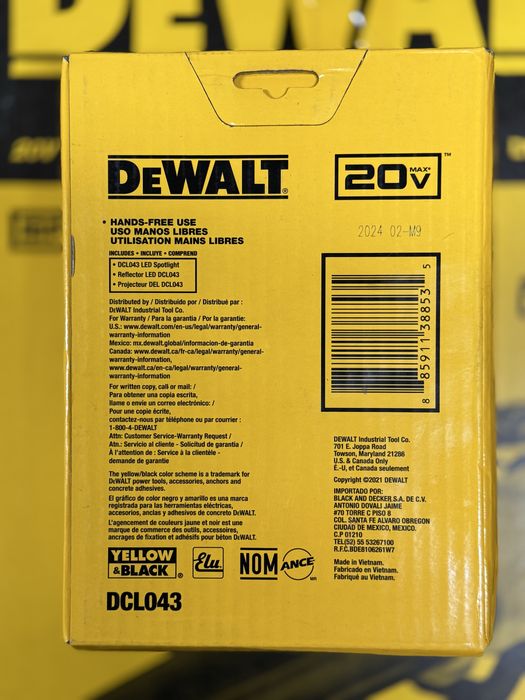 DEWALT
20V
DEWALT®
20V MAX* ™
• HANDS-FREE USE
USO MANOS LIBRES
UTILISATION MAINS LIBRES
INCLUDES • INCLUYE • COMPREND
• DCL043 LED Spotlight
• Reflector LED DCL043
• Projecteur DEL DCL043
2024 02-M9
8 85911 38853 5
Distributed by / Distribuido por / Distribué par :
DEWALT Industrial Tool Co.
For Warranty / Para la garantía / Por la garantie:
U.S.: www.dewalt.com/en-us/legal/warranty/general-
warranty-information
Mexico: mx.dewalt.global/informacion-de-garantia
Canada: www.dewalt.ca/fr-ca/legal/warranty/general-
warranty-information,
www.dewalt.ca/en-ca/legal/warranty/general-
warranty-information
For written copy, call or mail: /
Para obtener una copia escrita,
llame o envíe un correo electrónico: /
Pour une copie écrite,
contactez-nous par téléphone ou par courrier :
1-800-4-DEWALT
Attn: Customer Service-Warranty Request /
Atn.: Servicio al cliente - Solicitud de garantía /
À l'attention de : Service à la clientèle -
demande de garantie
The yellow/black color scheme is a trademark for
DEWALT power tools, accessories, anchors and
concrete adhesives.
El gráfico de color negro y amarillo es una marca
registrada para las herramientas eléctricas,
accesorios, anclas y adhesivos de concreto DEWALT.
L'agencement de couleurs jaune et noir est une
marque de commerce des outils, accessoires,
ancrages de fixation et adhésifs pour béton DEWALT.
DEWALT Industrial Tool Co.
701 E. Joppa Road
Towson, Maryland 21286
U.S. & Canada Only
É.-U, et Canada seulement
Copyright ©2021 DEWALT
IMPORTADO POR:
BLACK AND DECKER.S.A. DE C.V.
ANTONIO DOVALI JAIME
#70 TORRE C PISO 8
COL. SANTA FE ALVARO OBREGON
CIUDAD DE MEXICO, MEXICO.
C.P 01210
TEL(52) 55 53267100
R.F.C.BDE8106261W7
Made in Vietnam.
Fabricado en Vietnam.
Fabriqué au Vietnam.
YELLOW
& BLACK®
Elu®
NOM
ANCE®
DCL043